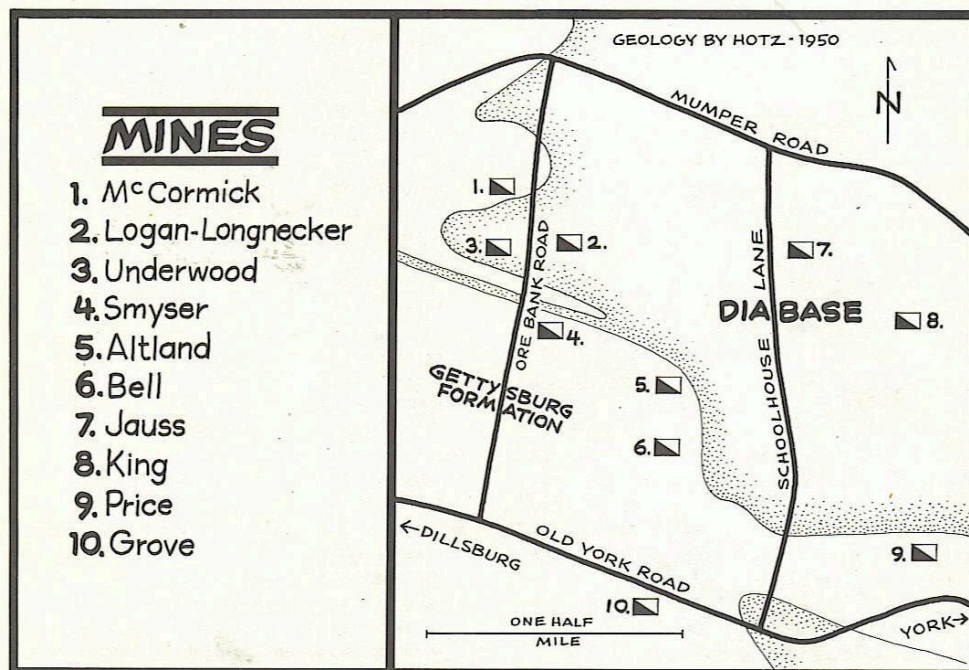 MINES
1. McCormick
2. Logan-Longnecker
3. Underwood
4. Smyser
5. Altland
6. Bell
7. Jauss
8. King
9. Price
10. Grove
GEOLOGY BY HOTZ - 1950
N
MUMPER ROAD
1.
2.
3.
ORE BANK ROAD
7.
SCHOOLHOUSE LANE
DIABASE
8.
4.
GETTYSBURG
FORMATION
5.
6.
←DILLSBURG
OLD YORK ROAD
9.
10.
ONE HALF
MILE
YORK→